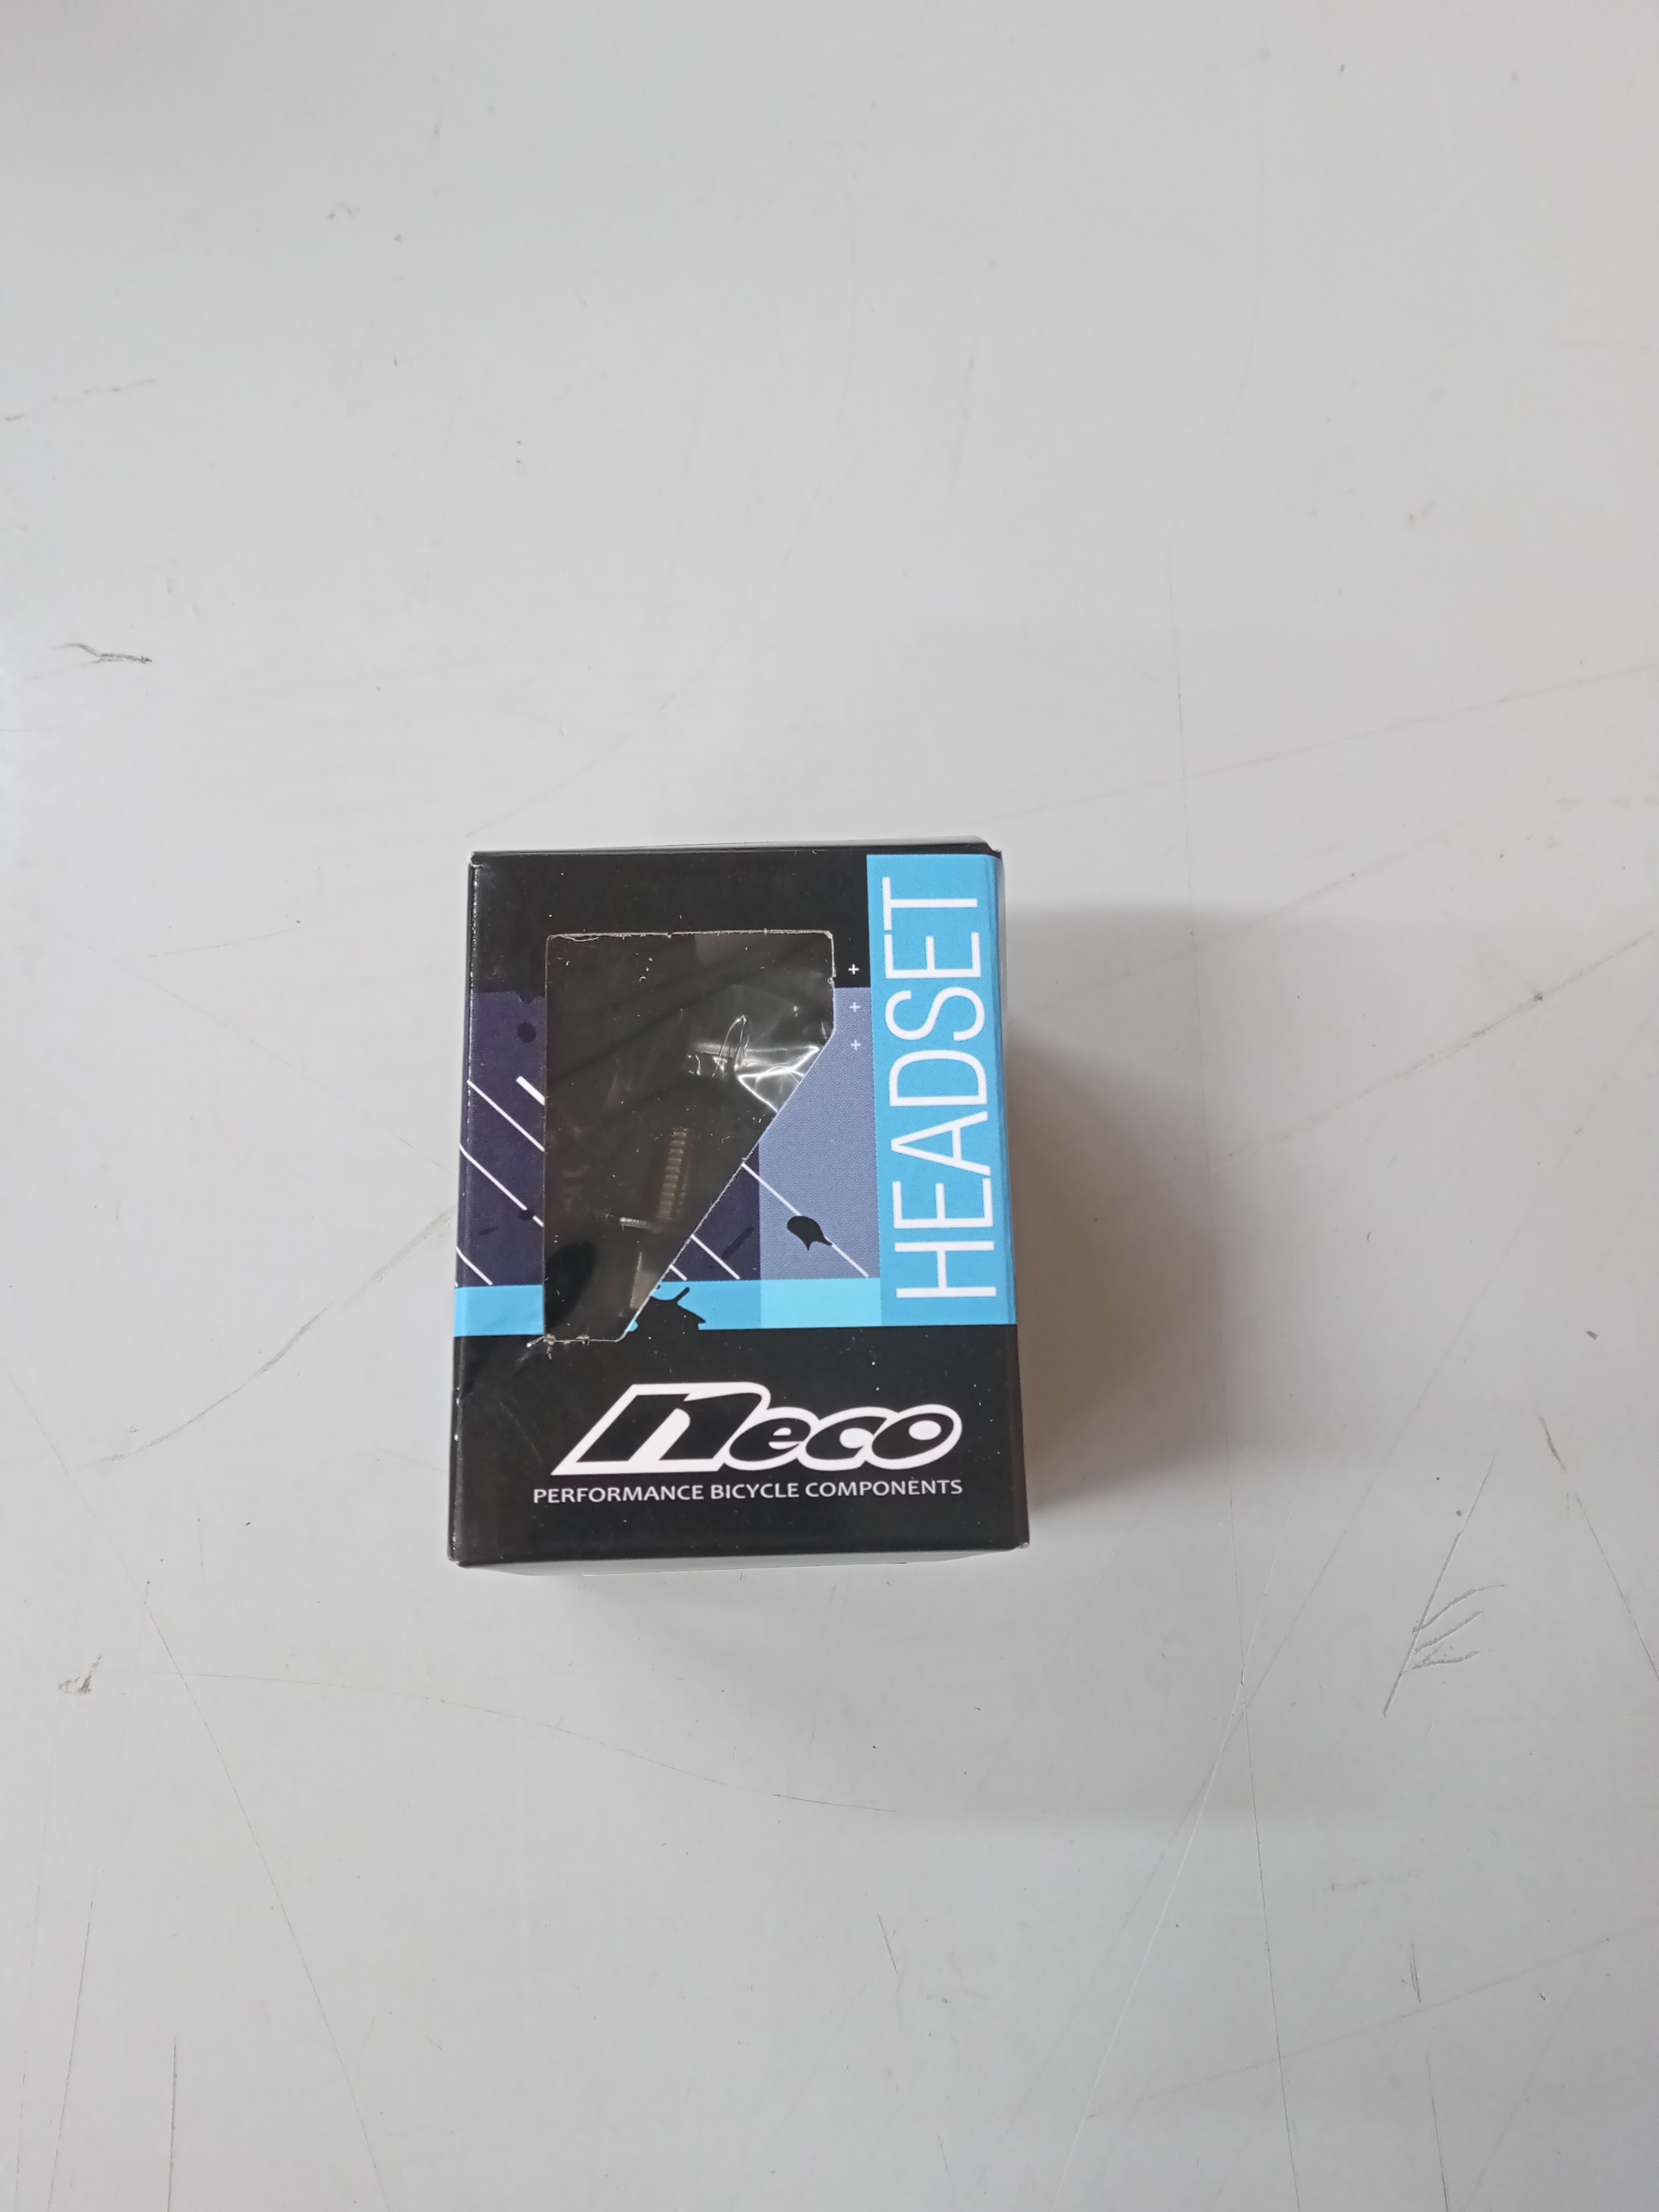 HEADSET
neco
PERFORMANCE BICYCLE COMPONENTS